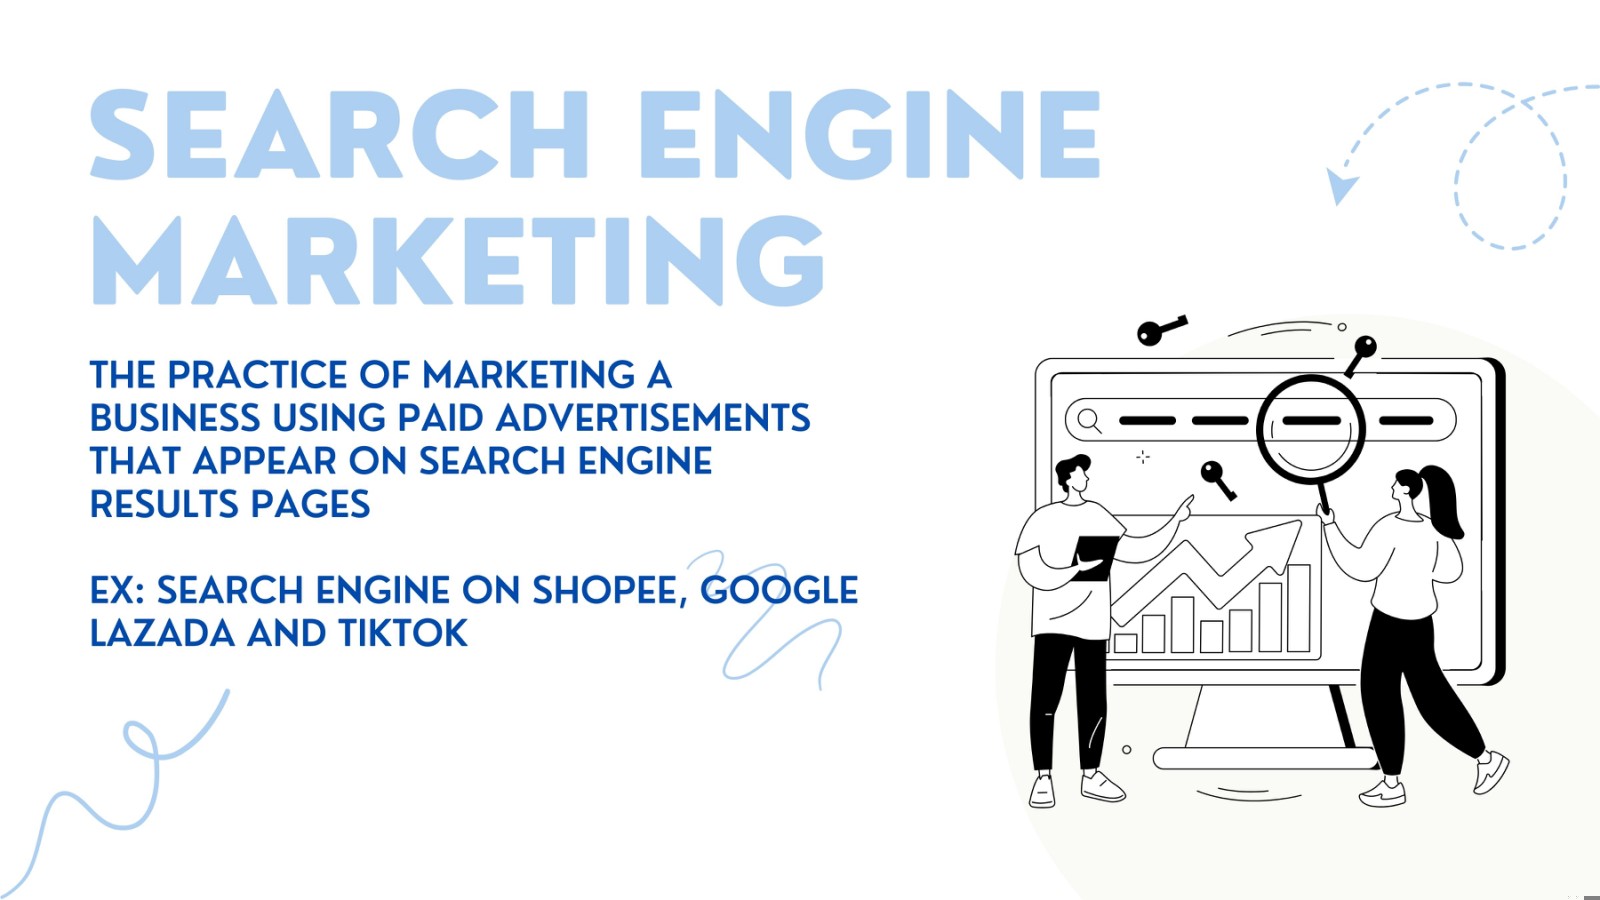 SEARCH ENGINE
MARKETING
THE PRACTICE OF MARKETING A
BUSINESS USING PAID ADVERTISEMENTS
THAT APPEAR ON SEARCH ENGINE
RESULTS PAGES
EX: SEARCH ENGINE ON SHOPEE, GOOGLE
LAZADA AND TIKTOK